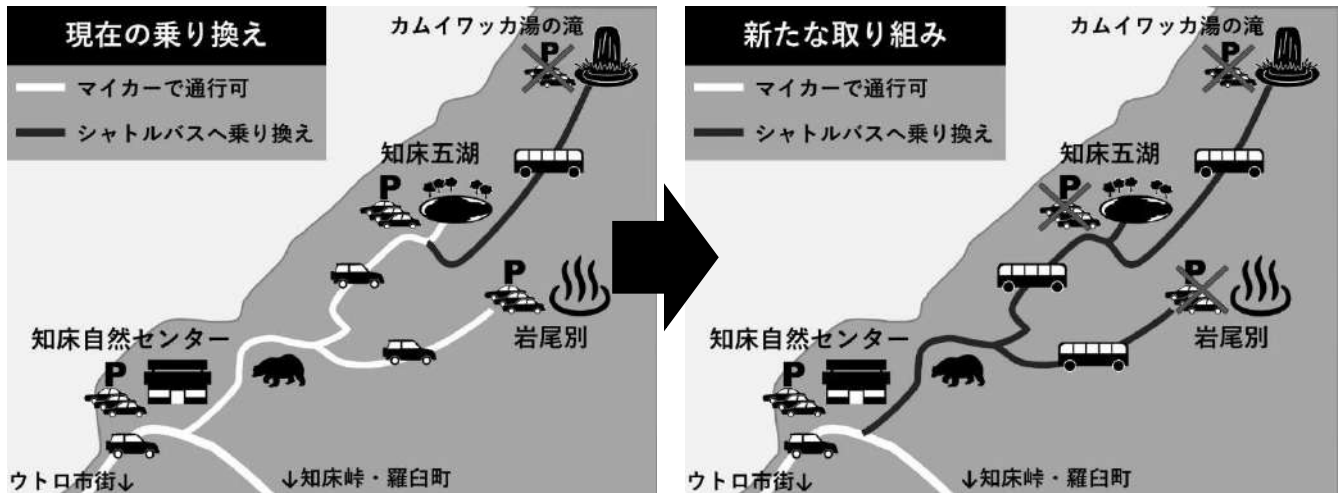 現在の乗り換え
カムイワッカ湯の滝
P
マイカーで通行可
シャトルバスへ乗り換え
知床五湖
P
P
知床自然センター
岩尾別
P
ウトロ市街↓
↓知床峠・羅臼町
新たな取り組み
カムイワッカ湯の滝
P
マイカーで通行可
シャトルバスへ乗り換え
知床五湖
P
P
知床自然センター
岩尾別
P
ウトロ市街↓
↓知床峠・羅臼町